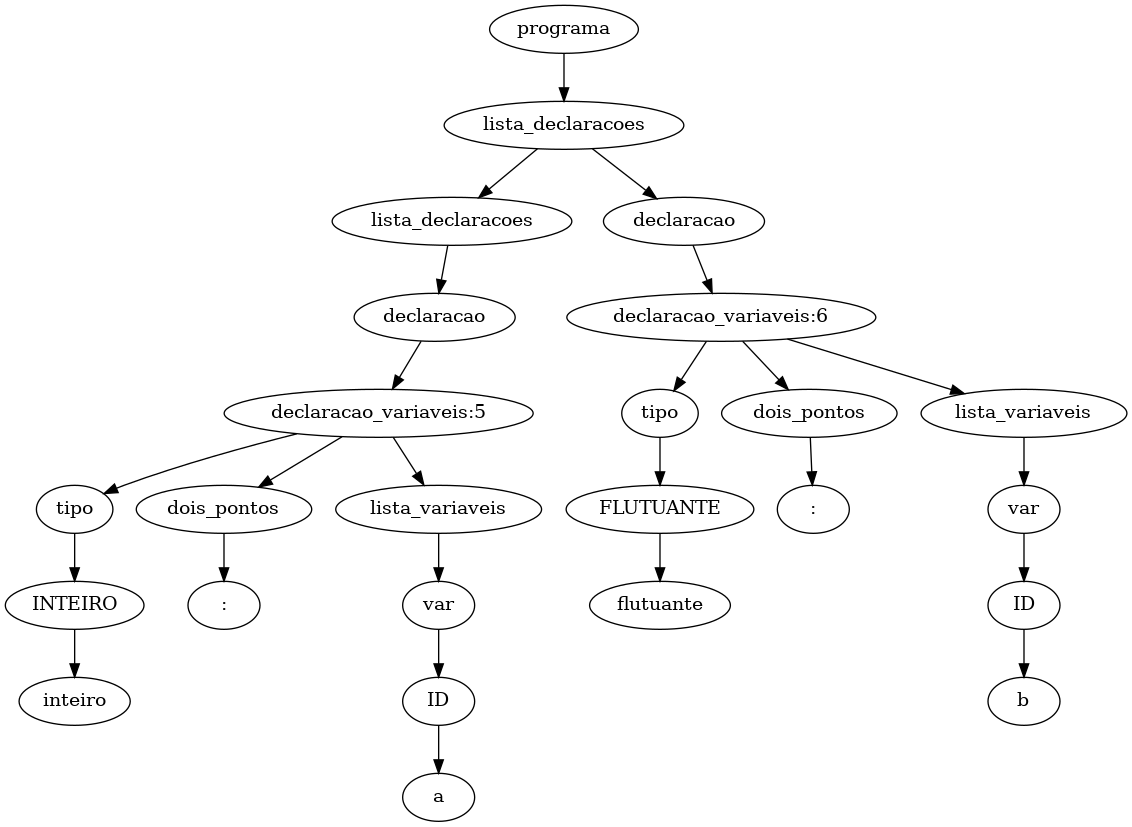 programa
lista_declaracoes
lista_declaracoes
declaracao
declaracao
declaracao_variaveis:6
declaracao_variaveis:5
tipo
dois_pontos
lista_variaveis
tipo
dois_pontos
lista_variaveis
FLUTUANTE
:
var
INTEIRO
:
var
flutuante
ID
inteiro
ID
b
a